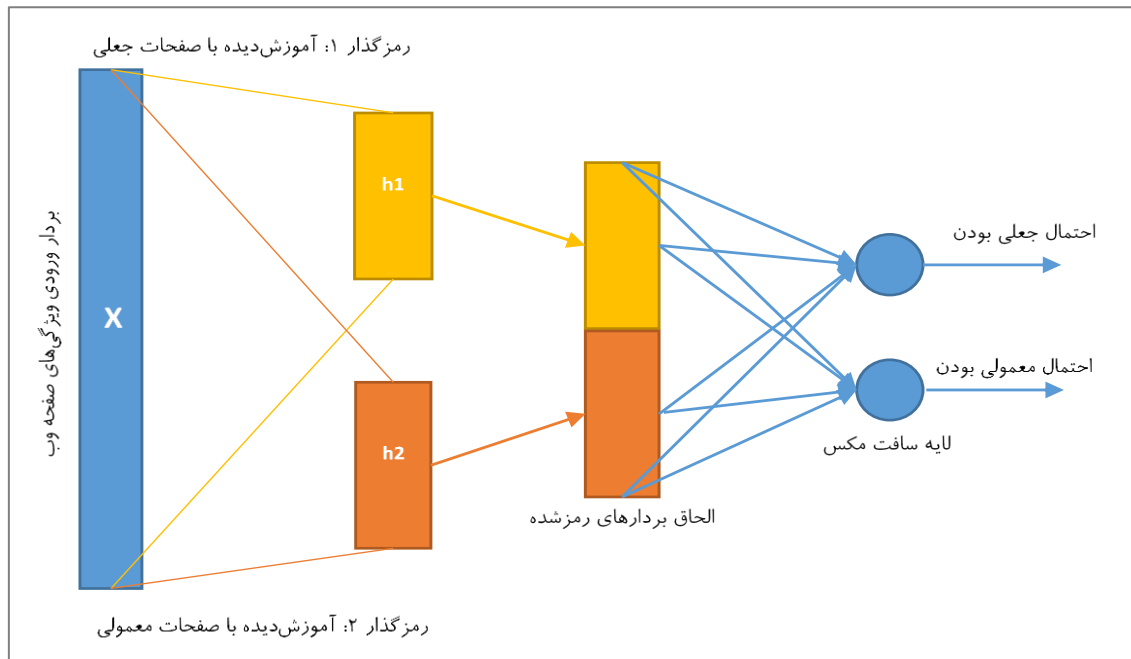 رمزگذار ۱: آموزش‌دیده با صفحات جعلی
بردار ورودی ویژگی‌های صفحه وب
X
h1
h2
الحاق بردارهای رمزشده
احتمال جعلی بودن
احتمال معمولی بودن
لایه سافت مکس
رمزگذار ۲: آموزش‌دیده با صفحات معمولی